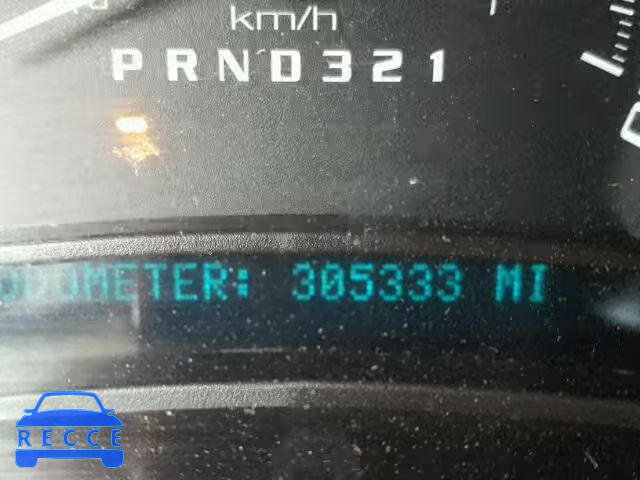 km/h
PRND321
ODOMETER: 305333 MI
RECCE